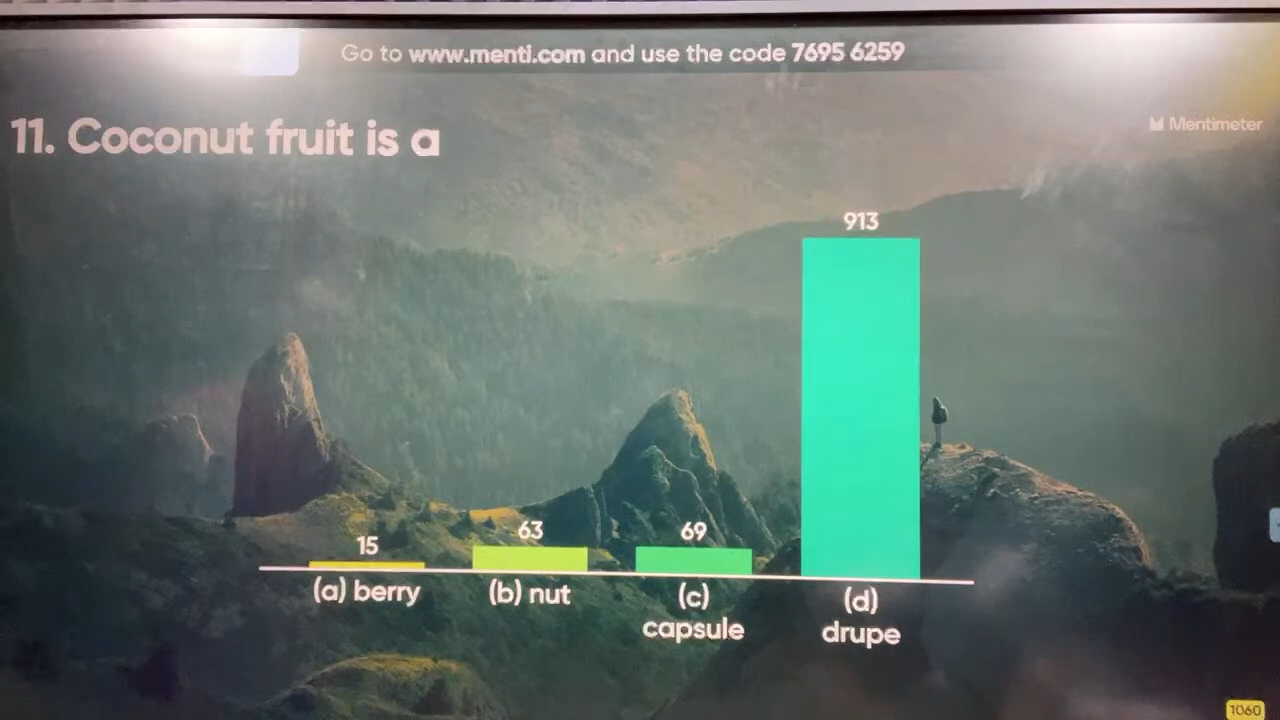 Go to www.menti.com and use the code 7695 6259
Mentimeter
11. Coconut fruit is a
913
15
63
69
(a) berry
(b) nut
(c)
capsule
(d)
drupe
1060